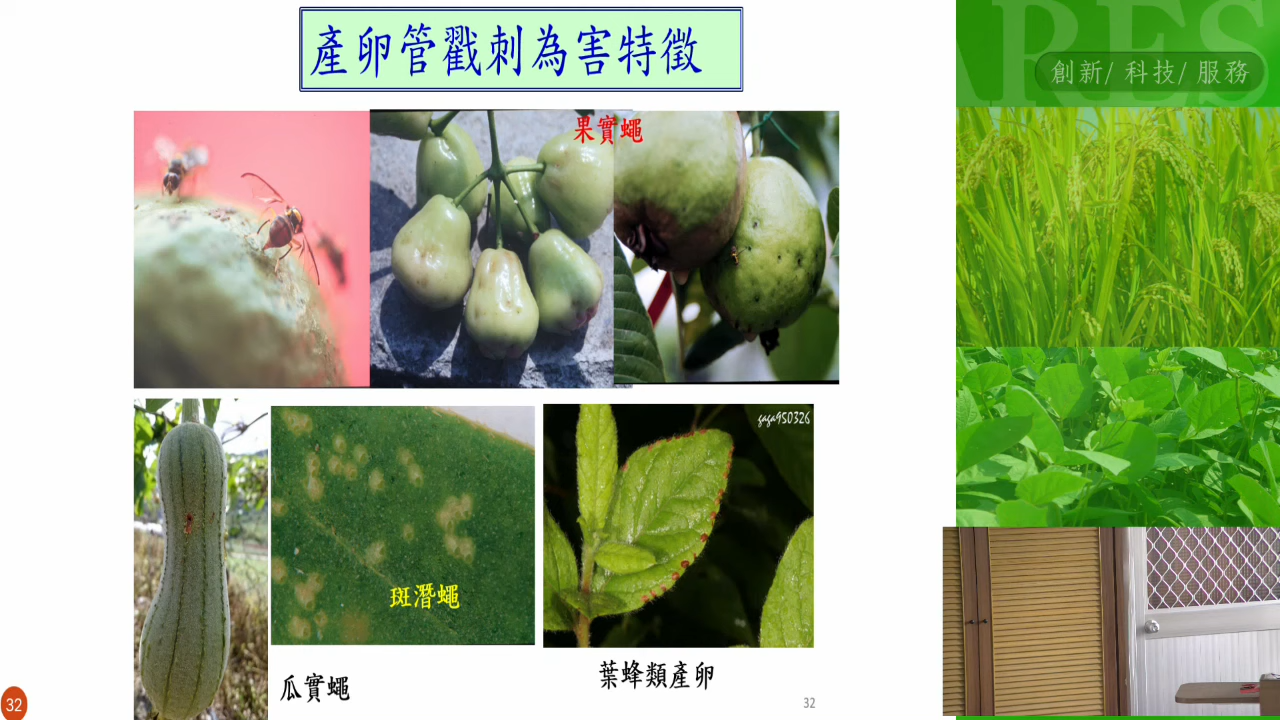 產卵管戳刺為害特徵
ARES
創新/ 科技/ 服務
果實蠅
gaga950326
斑潛蠅
瓜實蠅
葉蜂類產卵
32
32